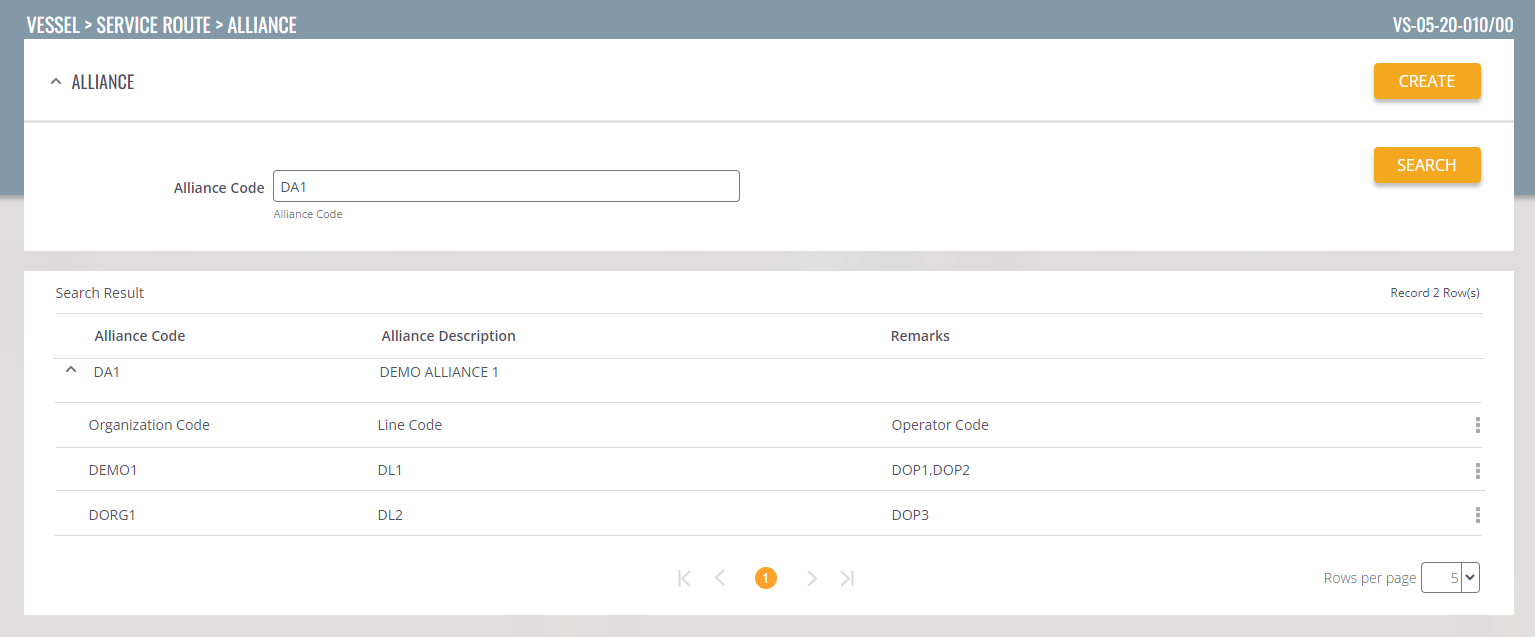 VESSEL > SERVICE ROUTE > ALLIANCE VS-05-20-010/00
ALLIANCE CREATE
SEARCH
Alliance Code DA1
Alliance Code
Search Result Record 2 Row(s)
Alliance Code Alliance Description Remarks
DA1 DEMO ALLIANCE 1
Organization Code Line Code Operator Code
DEMO1 DL1 DOP1,DOP2
DORG1 DL2 DOP3
1 Rows per page 5